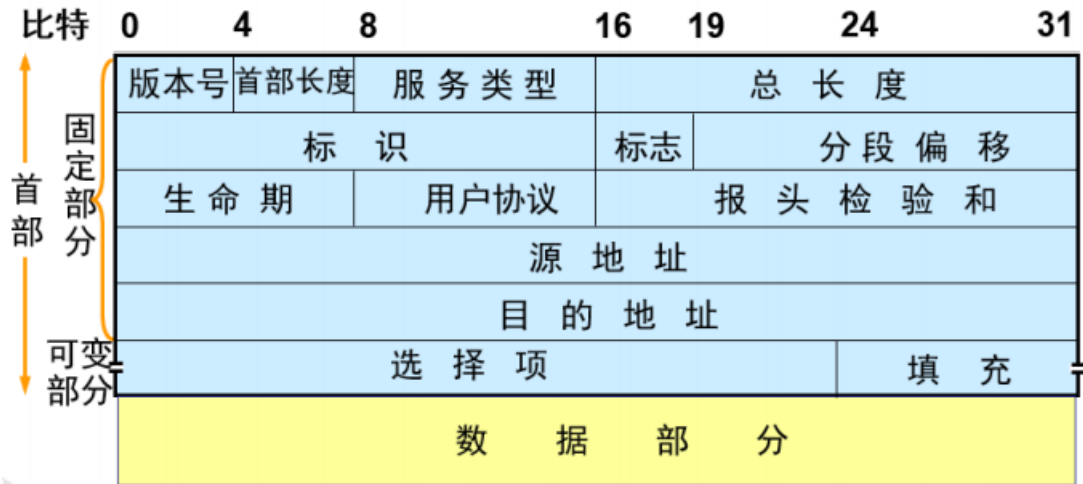 比特 0 4 8 16 19 24 31
版本号 首部长度 服务类型 总长度
标识 标志 分段偏移
生命期 用户协议 报头检验和
源地址
目的地址
选择项 填充
数据部分
首部
固定部分
可变
部分